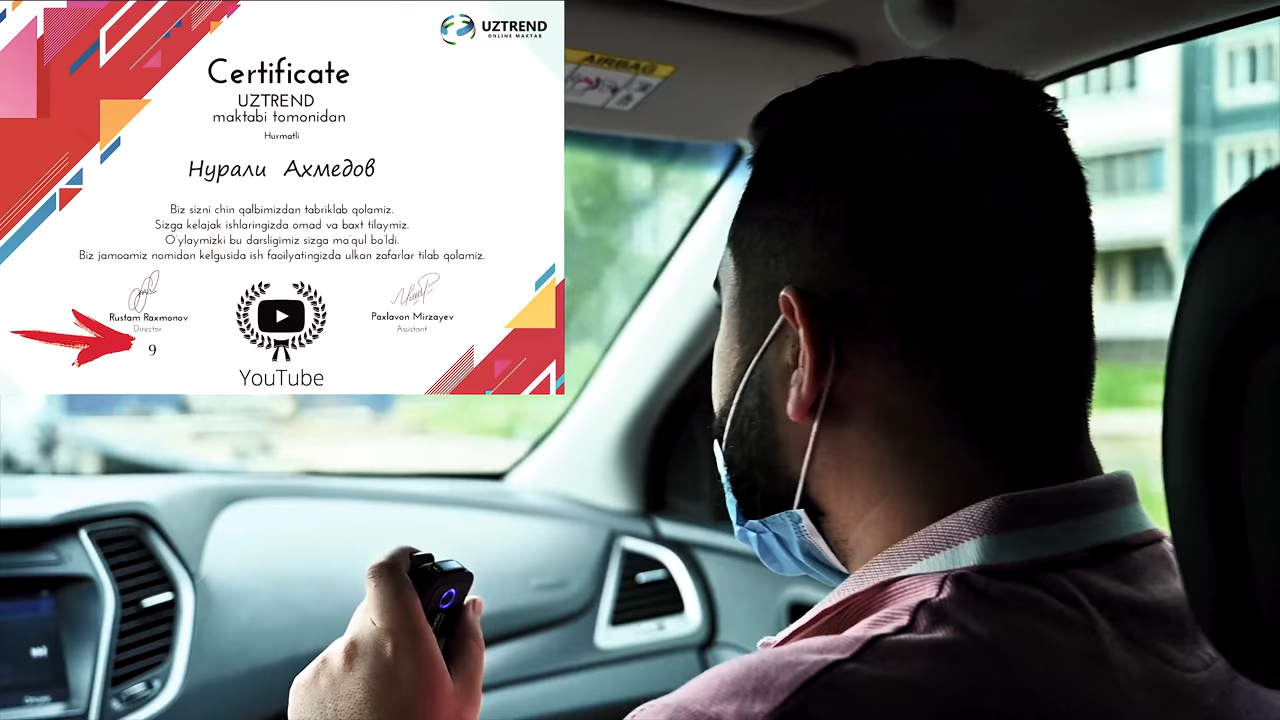 UZTREND
ONLINE MAKTAB
Certificate
UZTREND
maktabi tomonidan
Hurmatli
Нурали Ахмедов
Biz sizni chin qalbimizdan tabriklab qolamiz.
Sizga kelajak ishlaringizda omad va baxt tilaymiz.
O`ylaymizki bu darsligimiz sizga ma'qul bo'ldi.
Biz jamoamiz nomidan kelgusida ish faoilyatingizda ulkan zafarlar tilab qolamiz.
Rustam Raxmonov
Director
9
Paxlavon Mirzayev
Assistant
YouTube
AIRBAG